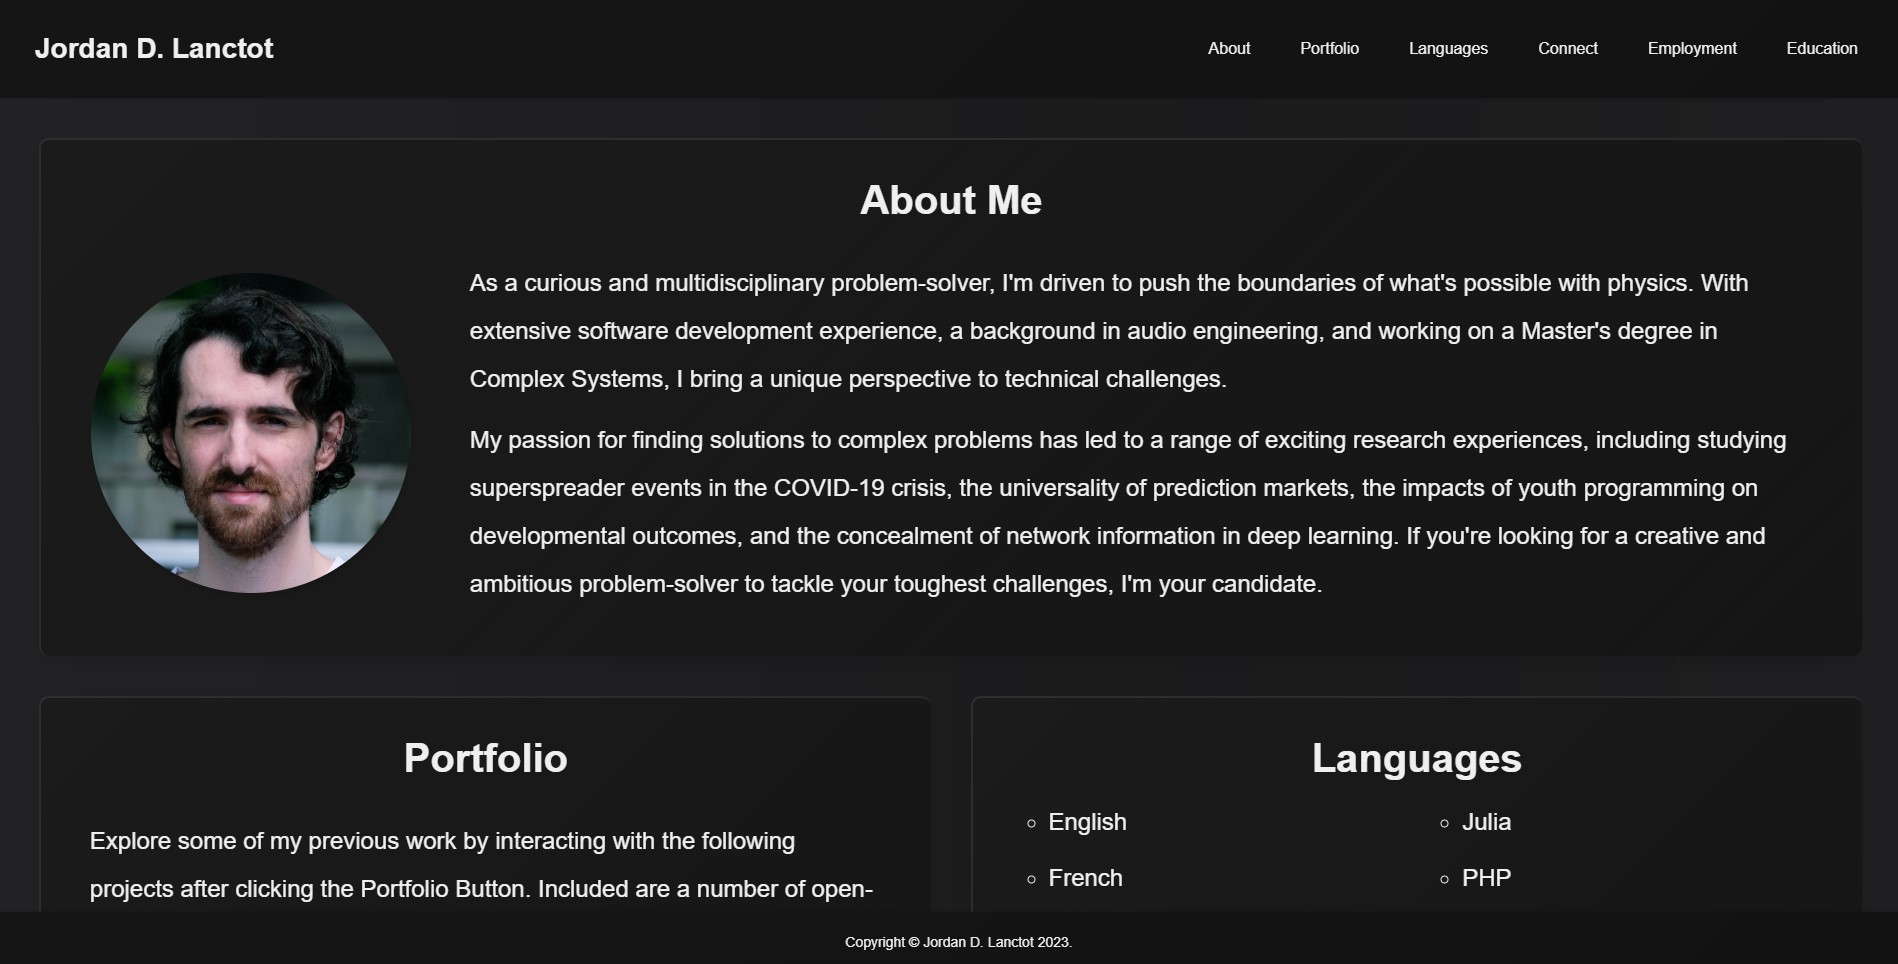 Jordan D. Lanctot
About
Portfolio
Languages
Connect
Employment
Education
About Me
As a curious and multidisciplinary problem-solver, I'm driven to push the boundaries of what's possible with physics. With
extensive software development experience, a background in audio engineering, and working on a Master's degree in
Complex Systems, I bring a unique perspective to technical challenges.
My passion for finding solutions to complex problems has led to a range of exciting research experiences, including studying
superspreader events in the COVID-19 crisis, the universality of prediction markets, the impacts of youth programming on
developmental outcomes, and the concealment of network information in deep learning. If you're looking for a creative and
ambitious problem-solver to tackle your toughest challenges, I'm your candidate.
Portfolio
Explore some of my previous work by interacting with the following
projects after clicking the Portfolio Button. Included are a number of open-
Languages
English
French
Julia
PHP
Copyright © Jordan D. Lanctot 2023.